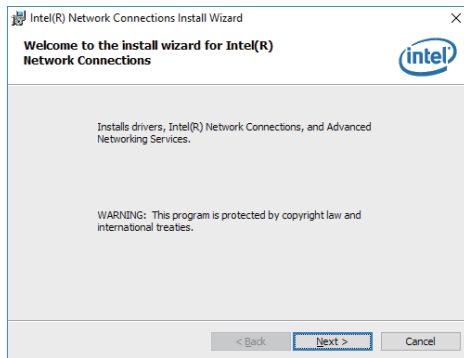 Intel(R) Network Connections Install Wizard
Welcome to the install wizard for Intel(R)
Network Connections
intel
Installs drivers, Intel(R) Network Connections, and Advanced
Networking Services.
WARNING: This program is protected by copyright law and
international treaties.
< Back
Next >
Cancel